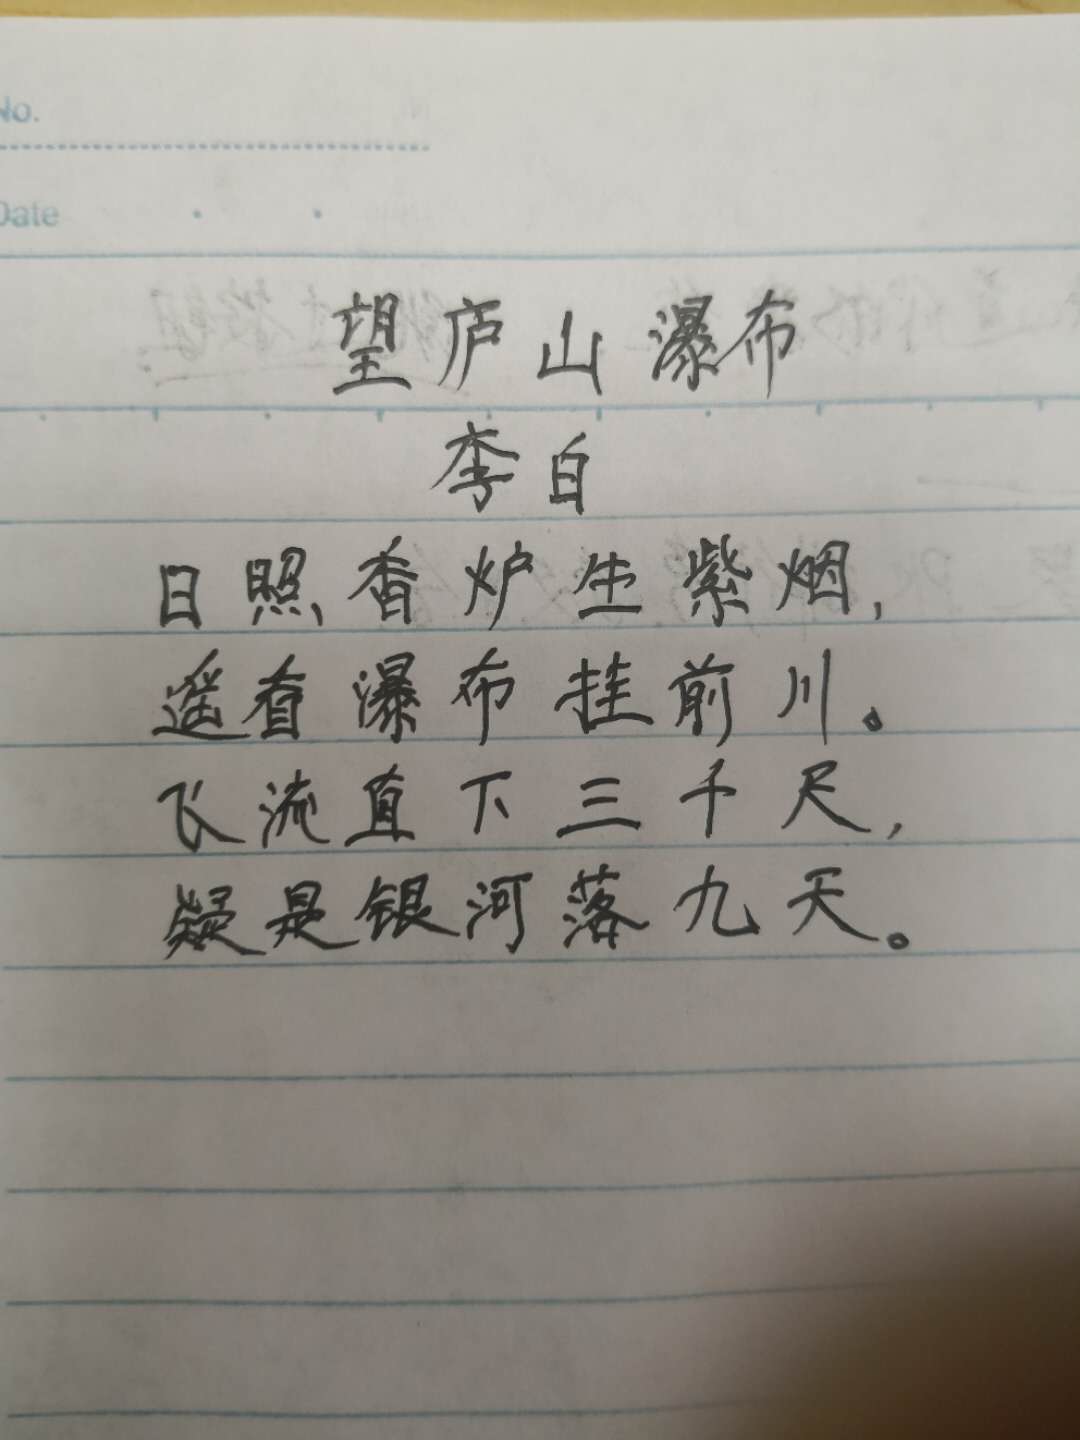 No.
Date
望庐山瀑布
李白
日照香炉生紫烟,
遥看瀑布挂前川。
飞流直下三千尺,
疑是银河落九天。